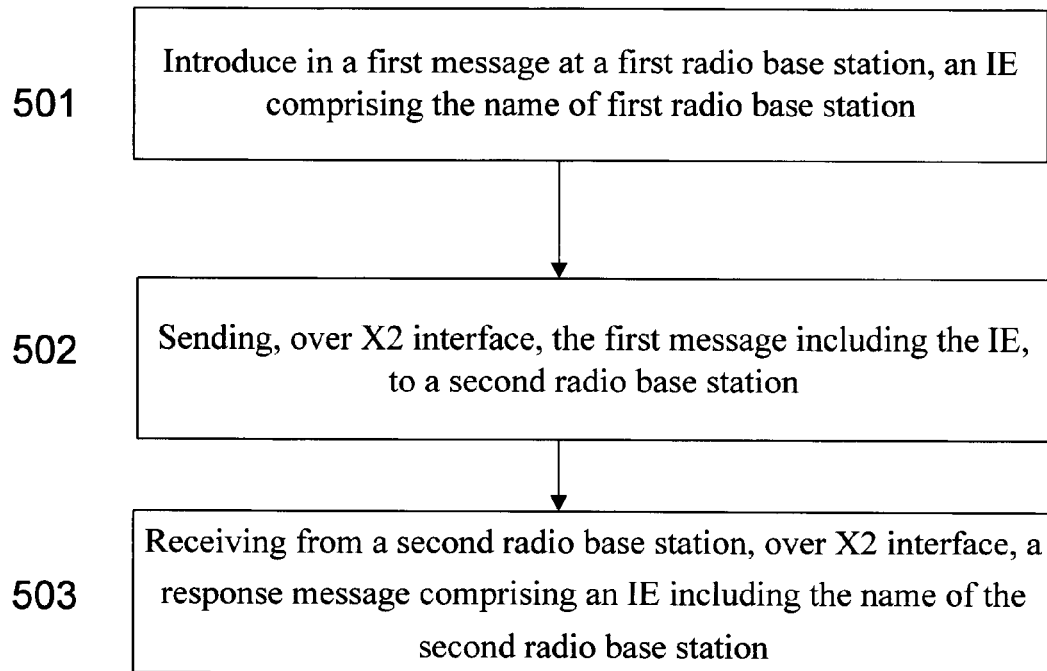 501
Introduce in a first message at a first radio base station, an IE
comprising the name of first radio base station
502
Sending, over X2 interface, the first message including the IE,
to a second radio base station
503
Receiving from a second radio base station, over X2 interface, a
response message comprising an IE including the name of the
second radio base station